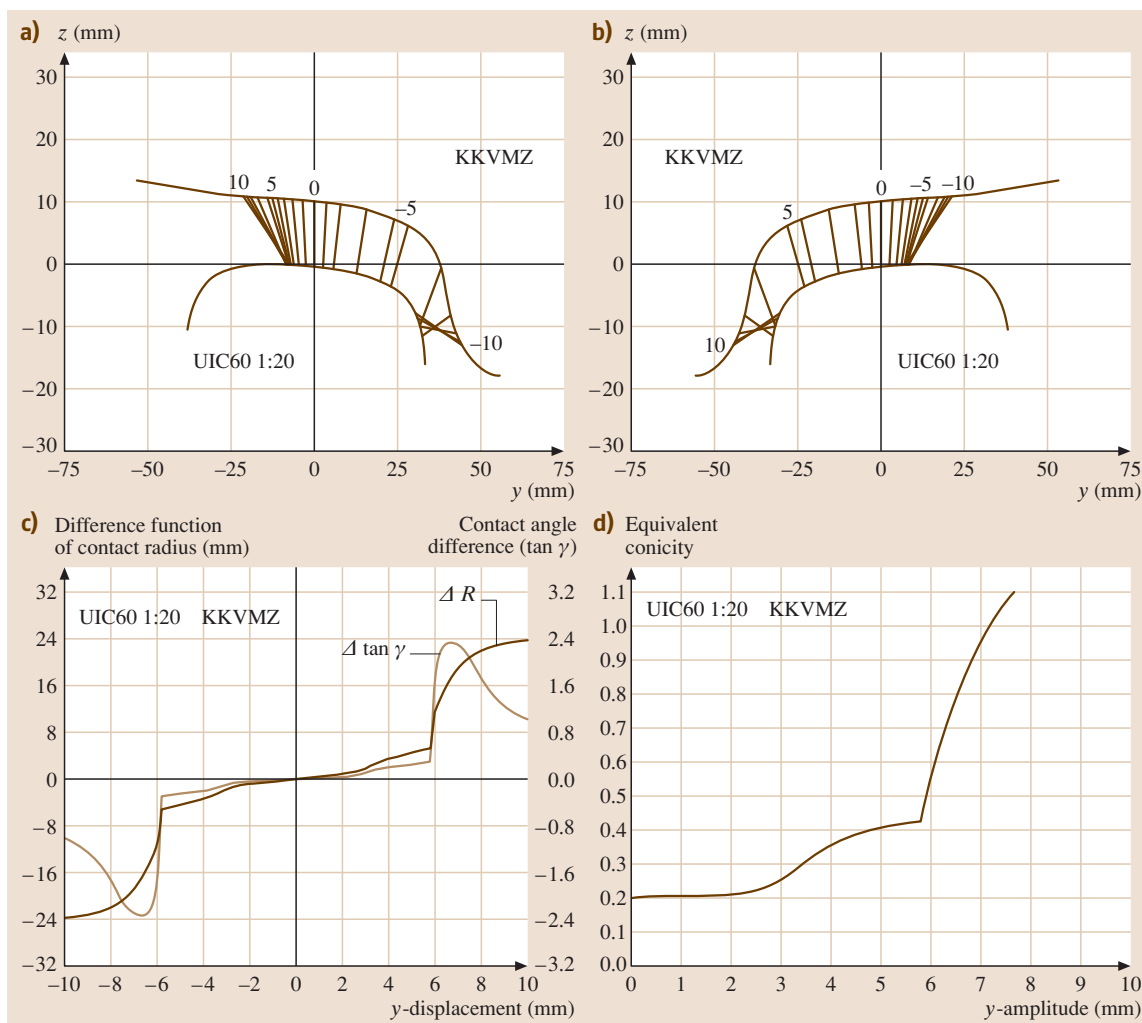 a) z (mm)
30
20
10
0
−10
−20
−30
KKVMZ
10 5 0 −5
−10
UIC60 1:20
−75 −50 −25 0 25 50 75
y (mm)
b) z (mm)
30
20
10
0
−10
−20
−30
KKVMZ
5 0 −5 −10
10
UIC60 1:20
−75 −50 −25 0 25 50 75
y (mm)
c) Difference function
of contact radius (mm)
Contact angle
difference (tan γ)
32
24
16
8
0
−8
−16
−24
−32
UIC60 1:20 KKVMZ
Δ R
Δ tan γ
3.2
2.4
1.6
0.8
0.0
−0.8
−1.6
−2.4
−3.2
−10 −8 −6 −4 −2 0 2 4 6 8 10
y-displacement (mm)
d) Equivalent
conicity
1.1
1.0
0.9
0.8
0.7
0.6
0.5
0.4
0.3
0.2
0.1
0.0
UIC60 1:20 KKVMZ
0 1 2 3 4 5 6 7 8 9 10
y-amplitude (mm)